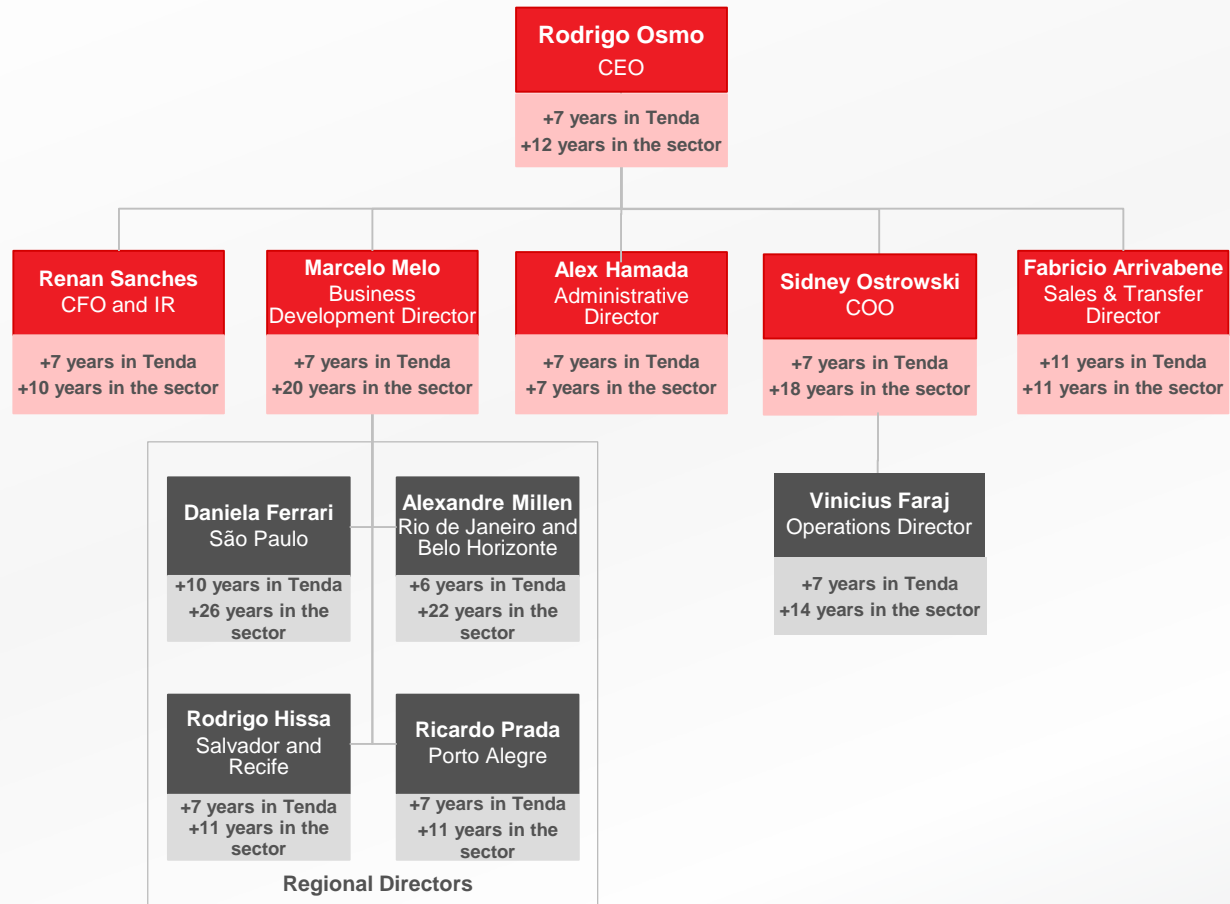 Rodrigo Osmo
CEO
+7 years in Tenda
+12 years in the sector
Renan Sanches
CFO and IR
+7 years in Tenda
+10 years in the sector
Marcelo Melo
Business
Development Director
+7 years in Tenda
+20 years in the sector
Alex Hamada
Administrative
Director
+7 years in Tenda
+7 years in the sector
Sidney Ostrowski
COO
+7 years in Tenda
+18 years in the sector
Fabricio Arrivabene
Sales & Transfer
Director
+11 years in Tenda
+11 years in the sector
Daniela Ferrari
São Paulo
+10 years in Tenda
+26 years in the
sector
Alexandre Millen
Rio de Janeiro and
Belo Horizonte
+6 years in Tenda
+22 years in the
sector
Vinicius Faraj
Operations Director
+7 years in Tenda
+14 years in the sector
Rodrigo Hissa
Salvador and
Recife
+7 years in Tenda
+11 years in the
sector
Ricardo Prada
Porto Alegre
+7 years in Tenda
+11 years in the
sector
Regional Directors